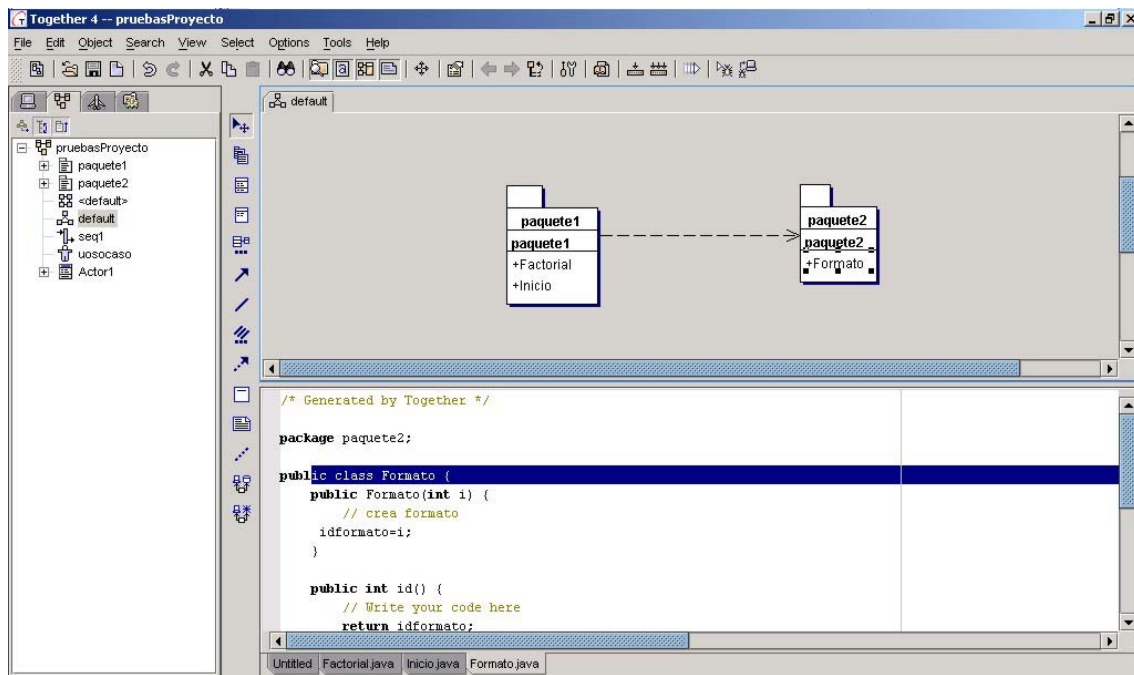 Together 4 -- pruebasProyecto
File Edit Object Search View Select Options Tools Help
default
pruebasProyecto
paquete1
paquete2
<default>
default
seq1
uosocaso
Actor1
paquete1
paquete1
+Factorial
+Inicio
paquete2
paquete2
+Formato
/* Generated by Together */
package paquete2;
public class Formato {
public Formato(int i) {
// crea formato
idformato=i;
}
public int id() {
// Write your code here
return idformato;
Untitled Factorial.java Inicio.java Formato.java